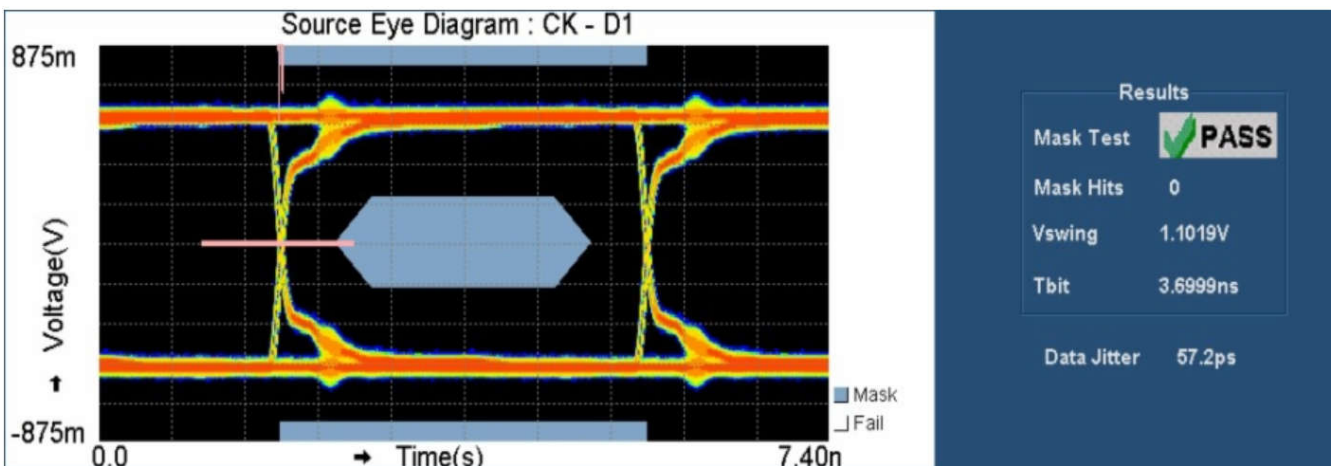 Source Eye Diagram : CK - D1
875m
Voltage(V)
-875m
0.0
Time(s)
7.40n
Mask
Fail
Results
Mask Test PASS
Mask Hits 0
Vswing 1.1019V
Tbit 3.6999ns
Data Jitter 57.2ps